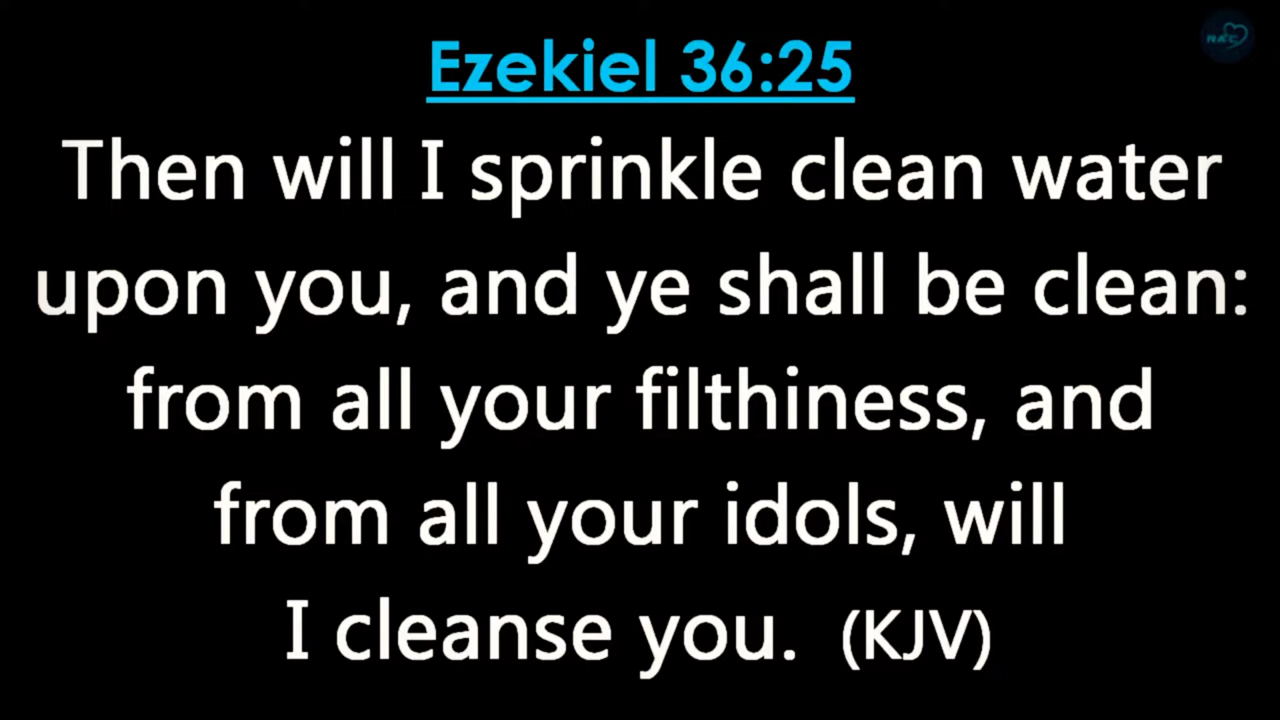 Ezekiel 36:25
Then will I sprinkle clean water
upon you, and ye shall be clean:
from all your filthiness, and
from all your idols, will
I cleanse you. (KJV)